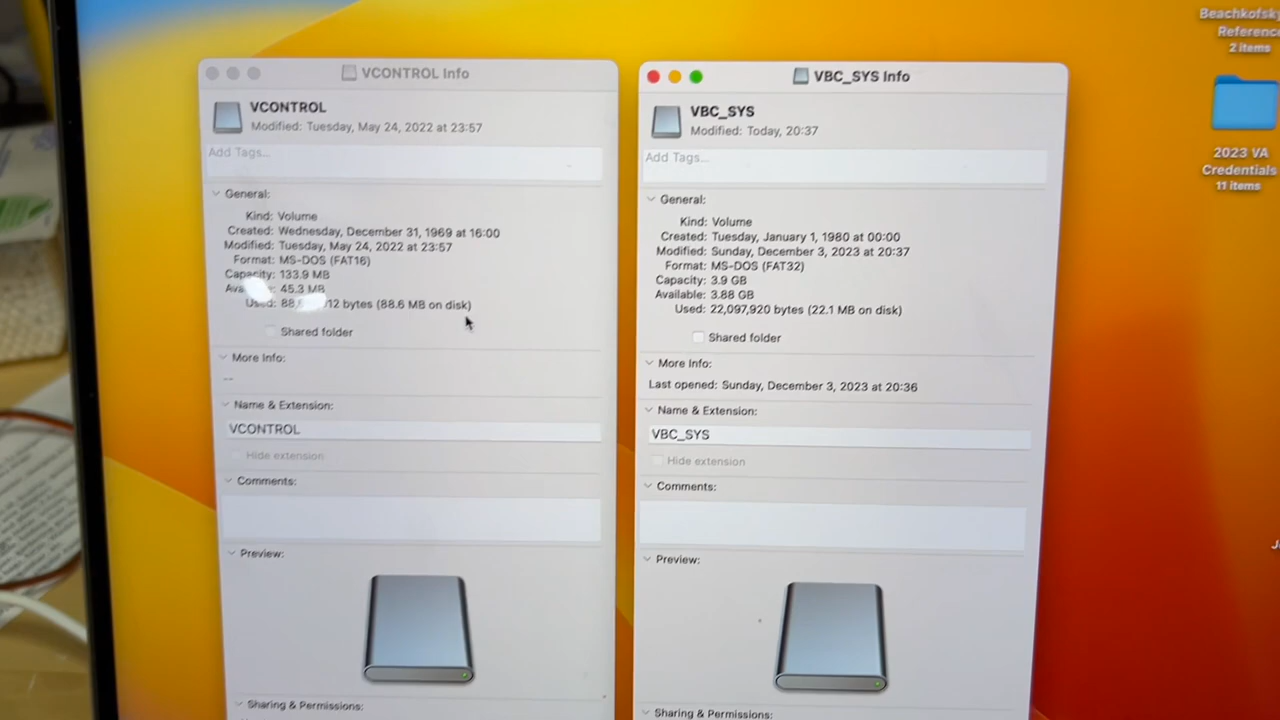 VCONTROL Info
VCONTROL
Modified: Tuesday, May 24, 2022 at 23:57
Add Tags...
General:
Kind: Volume
Created: Wednesday, December 31, 1969 at 16:00
Modified: Tuesday, May 24, 2022 at 23:57
Format: MS-DOS (FAT16)
Capacity: 133.9 MB
45.3 MB
Used: bytes (88.6 MB on disk)
Shared folder
More Info:
--
Name & Extension:
VCONTROL
Hide extension
Comments:
Preview:
Sharing & Permissions:
VBC_SYS Info
VBC_SYS
Modified: Today, 20:37
Add Tags...
General:
Kind: Volume
Created: Tuesday, January 1, 1980 at 00:00
Modified: Sunday, December 3, 2023 at 20:37
Format: MS-DOS (FAT32)
Capacity: 3.9 GB
Available: 3.88 GB
Used: 22,097,920 bytes (22.1 MB on disk)
Shared folder
More Info:
Last opened: Sunday, December 3, 2023 at 20:36
Name & Extension:
VBC_SYS
Hide extension
Comments:
Preview:
Sharing & Permissions:
2 items
2023 VA
Credentials
11 items